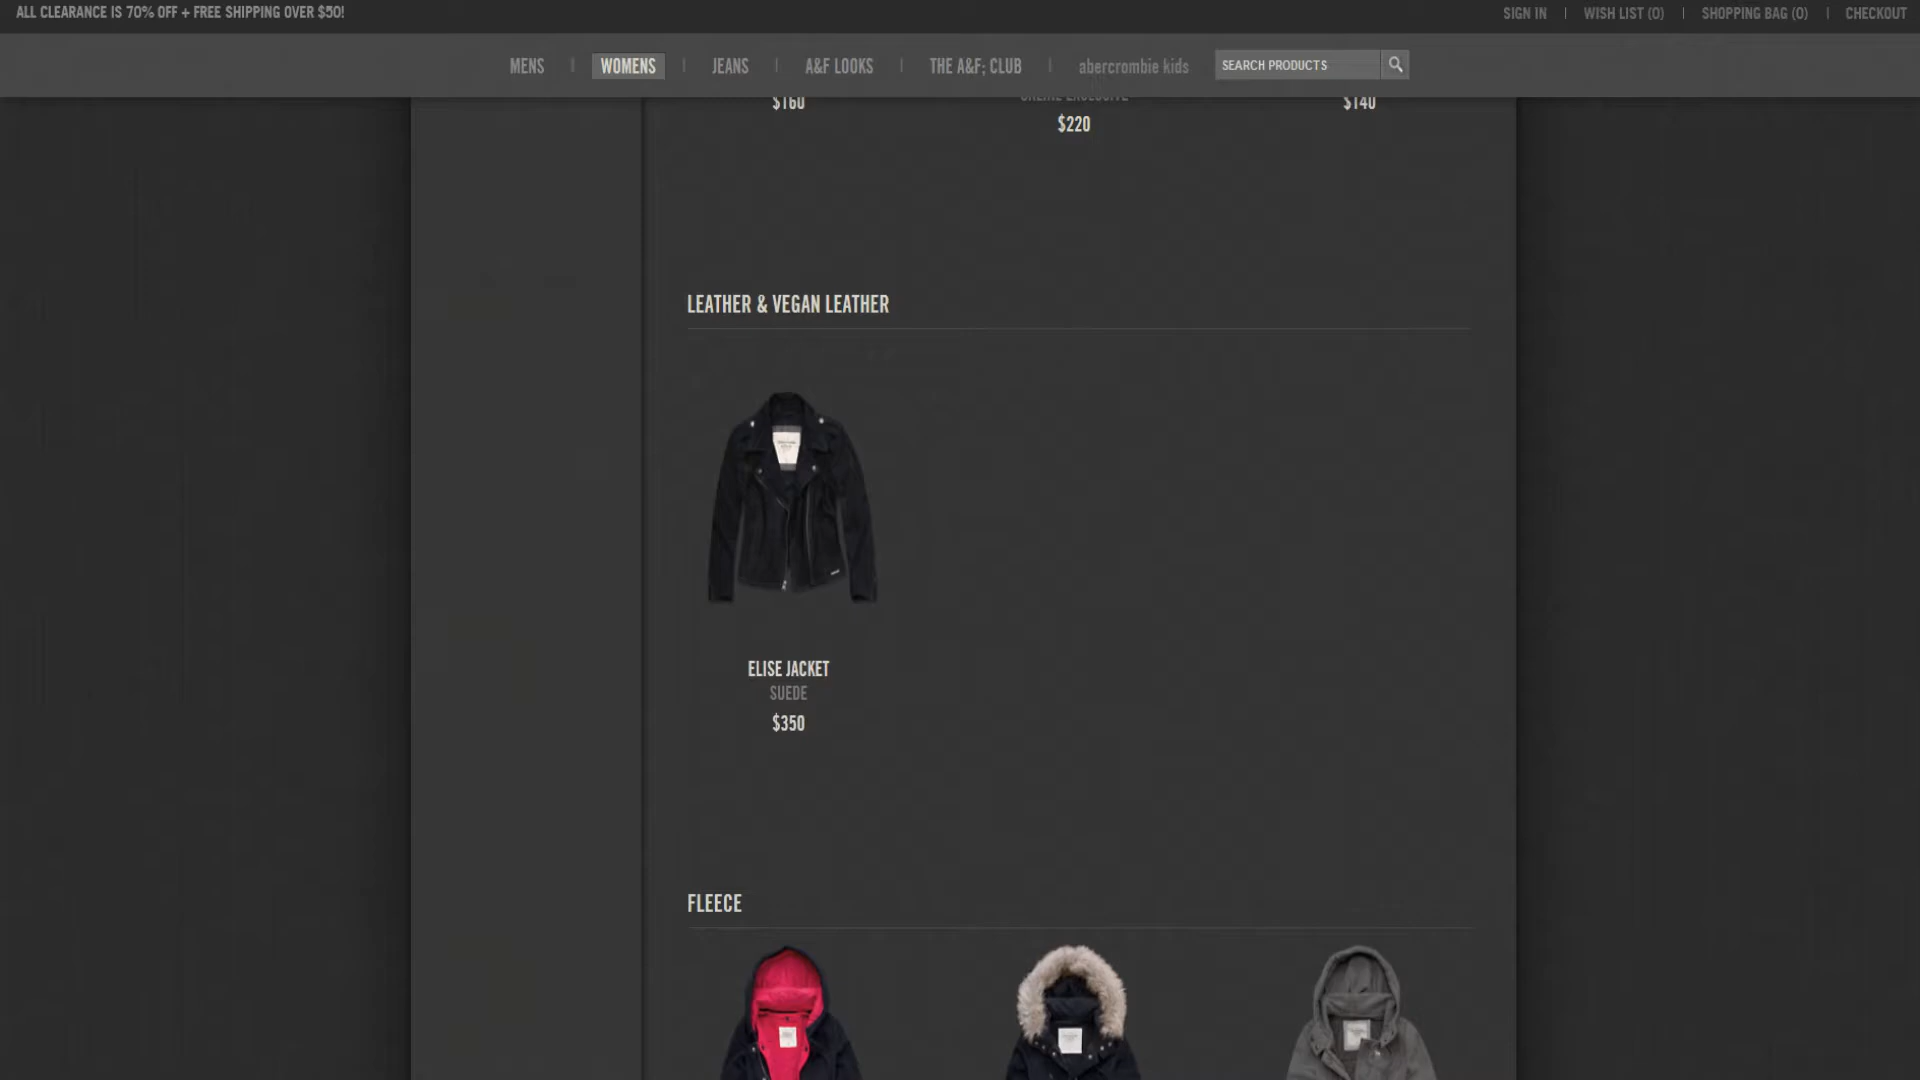 ALL CLEARANCE IS 70% OFF + FREE SHIPPING OVER $50!
SIGN IN | WISH LIST (0) | SHOPPING BAG (0) | CHECKOUT
MENS | WOMENS | JEANS | A&F LOOKS | THE A&F; CLUB | abercrombie kids
SEARCH PRODUCTS
$160
$140
$220
LEATHER & VEGAN LEATHER
ELISE JACKET
SUEDE
$350
FLEECE